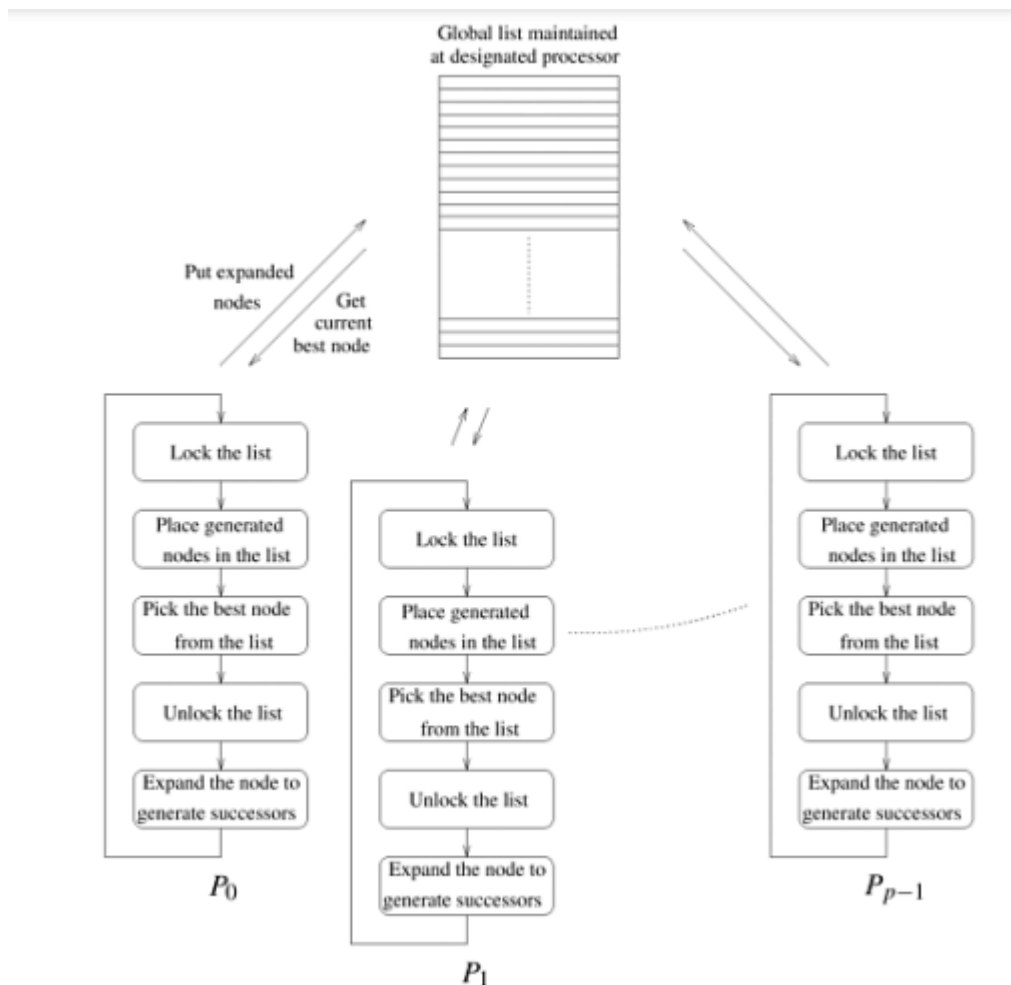 Global list maintained
at designated processor
Put expanded
nodes
Get
current
best node
Lock the list
Place generated
nodes in the list
Pick the best node
from the list
Unlock the list
Expand the node to
generate successors
P0
Lock the list
Place generated
nodes in the list
Pick the best node
from the list
Unlock the list
Expand the node to
generate successors
P1
Lock the list
Place generated
nodes in the list
Pick the best node
from the list
Unlock the list
Expand the node to
generate successors
Pp−1